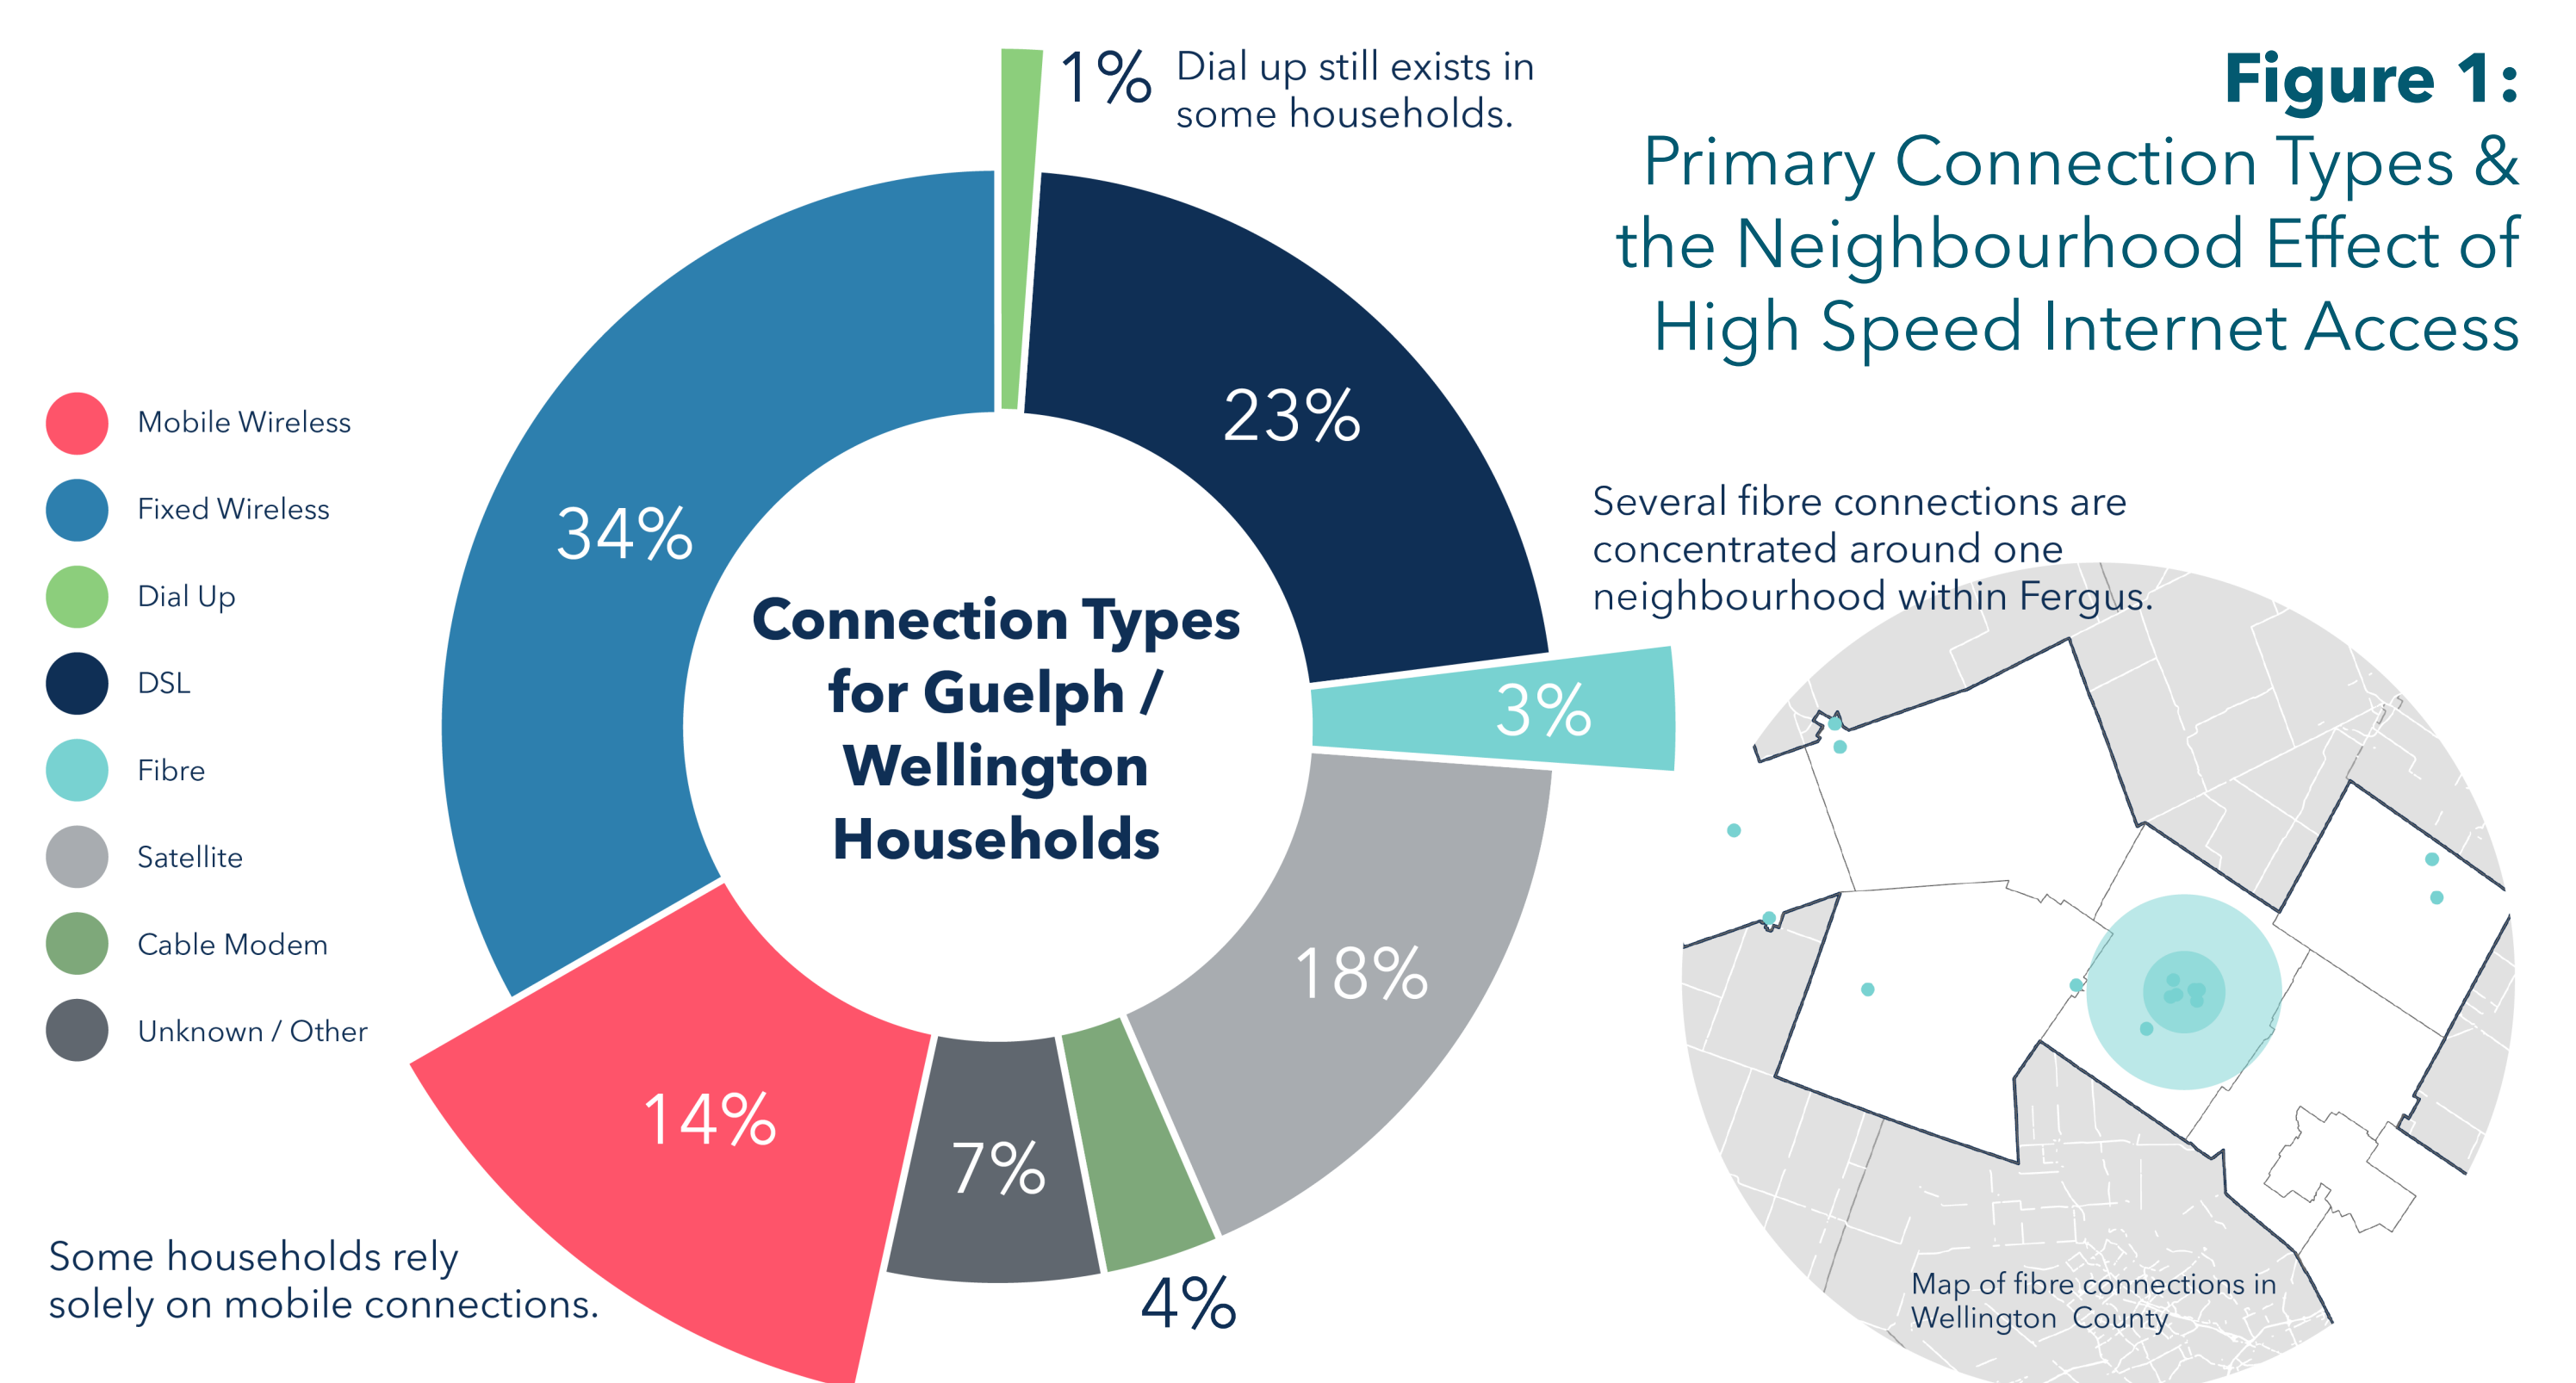 Figure 1:
Primary Connection Types &
the Neighbourhood Effect of
High Speed Internet Access
1%
Dial up still exists in
some households.
23%
34%
3%
18%
4%
7%
14%
Connection Types
for Guelph /
Wellington
Households
Mobile Wireless
Fixed Wireless
Dial Up
DSL
Fibre
Satellite
Cable Modem
Unknown / Other
Some households rely
solely on mobile connections.
Several fibre connections are
concentrated around one
neighbourhood within Fergus.
Map of fibre connections in
Wellington County